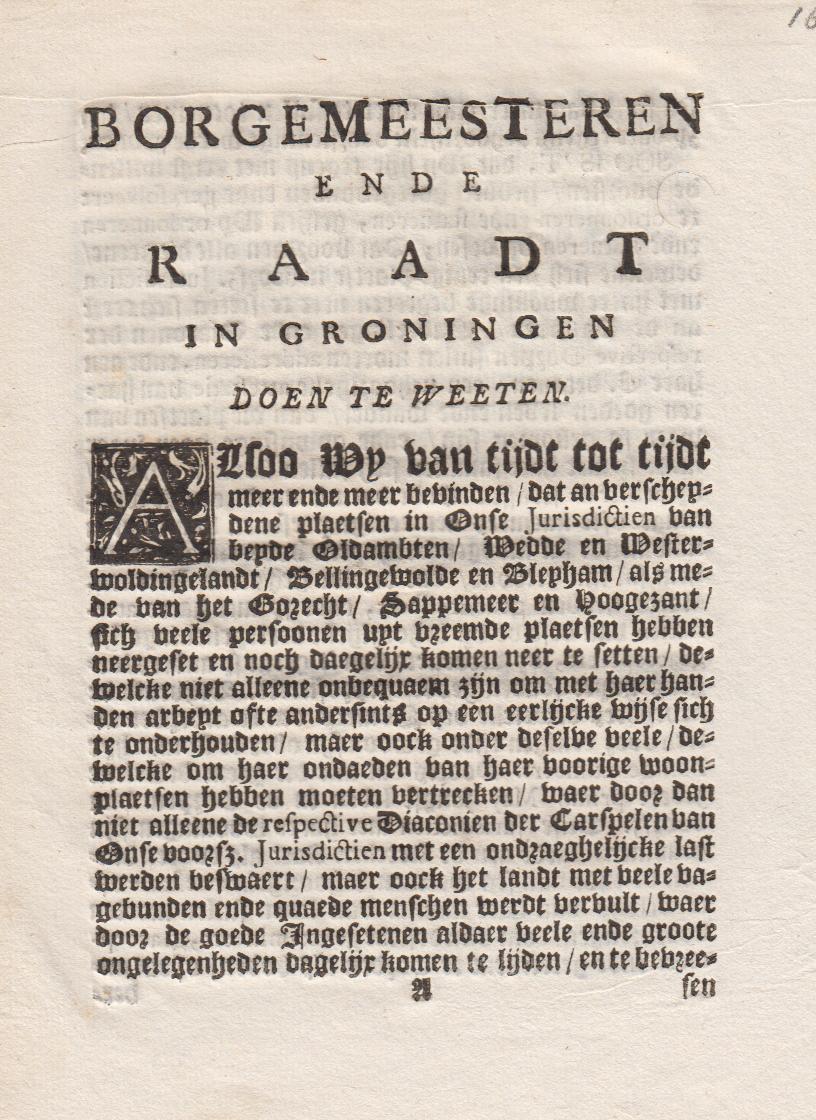 16
BORGEMEESTEREN
ENDE
RAADT
IN GRONINGEN
DOEN TE WEETEN.
ALsoo Wy van tijdt tot tijdt
meer ende meer bevinden / dat an verschey-
dene plaetsen in Onse Jurisdictien van
beyde Oldambten / Wedde en Wester-
woldingelandt / Bellingewolde en Blyham / als me-
de van het Gorecht / Sappemeer en Hoogezant /
sich veele persoonen uyt vreemde plaetsen hebben
neergeset en noch daegelijx komen neer te setten / de-
welcke niet alleene onbequaem zijn om met haer han-
den arbeyt ofte andersints op een eerlijcke wijse sich
te onderhouden / maer oock onder deselve veele / de-
welcke om haer ondaeden van haer voorige woon-
plaetsen hebben moeten vertrecken / waer door dan
niet alleene de respective Diaconien der Carspelen van
Onse voorsz. Jurisdictien met een ondraeghelijcke last
werden beswaert / maer oock het landt met veele va-
gebunden ende quaede menschen werdt vervult / waer
door de goede Ingesetenen aldaer veele ende groote
ongelegenheden dagelijx komen te lijden / en te bevree-
A sen